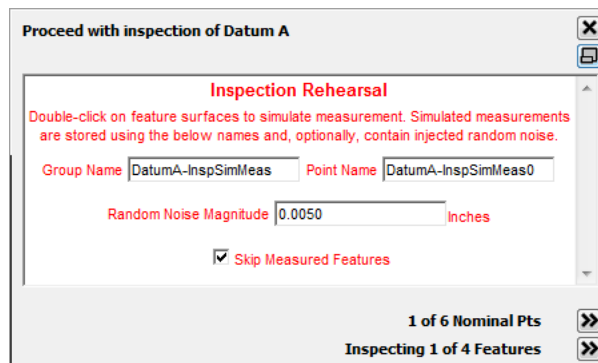 Proceed with inspection of Datum A
Inspection Rehearsal
Double-click on feature surfaces to simulate measurement. Simulated measurements
are stored using the below names and, optionally, contain injected random noise.
Group Name DatumA-InspSimMeas Point Name DatumA-InspSimMeas0
Random Noise Magnitude 0.0050 Inches
Skip Measured Features
1 of 6 Nominal Pts
Inspecting 1 of 4 Features